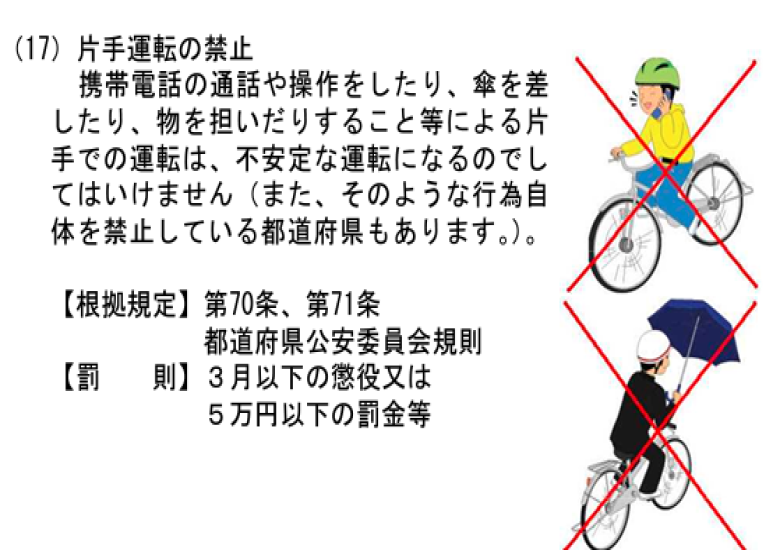 (17) 片手運転の禁止
携帯電話の通話や操作をしたり、傘を差
したり、物を担いだりすること等による片
手での運転は、不安定な運転になるのでし
てはいけません（また、そのような行為自
体を禁止している都道府県もあります。）。
【根拠規定】第70条、第71条
都道府県公安委員会規則
【罰　　則】３月以下の懲役又は
５万円以下の罰金等